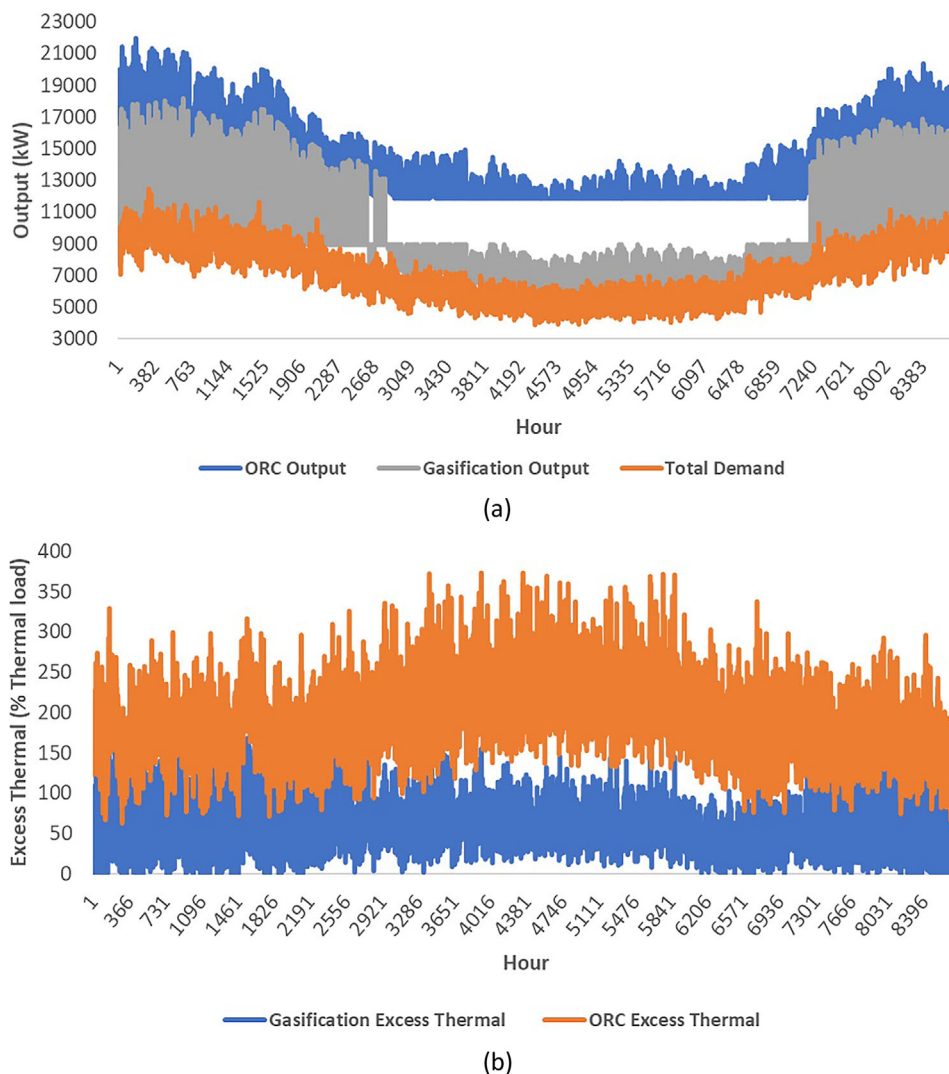 23000
21000
19000
17000
15000
13000
11000
9000
7000
5000
3000
Output (kW)
1 382 763 1144 1525 1906 2287 2668 3049 3430 3811 4192 4573 4954 5335 5716 6097 6478 6859 7240 7621 8002 8383
Hour
ORC Output Gasification Output Total Demand
(a)
400
350
300
250
200
150
100
50
0
Excess Thermal (% Thermal load)
1 366 731 1096 1461 1826 2191 2556 2921 3286 3651 4016 4381 4746 5111 5476 5841 6206 6571 6936 7301 7666 8031 8396
Hour
Gasification Excess Thermal ORC Excess Thermal
(b)